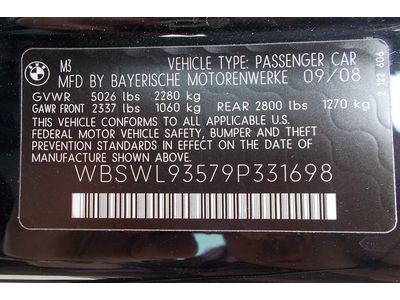 M3 VEHICLE TYPE: PASSENGER CAR
MFD BY BAYERISCHE MOTORENWERKE 09/08
GVWR 5026 lbs 2280 kg
GAWR FRONT 2337 lbs 1060 kg REAR 2800 lbs 1270 kg
THIS VEHICLE CONFORMS TO ALL APPLICABLE U.S.
FEDERAL MOTOR VEHICLE SAFETY, BUMPER AND THEFT
PREVENTION STANDARDS IN EFFECT ON THE DATE OF
MANUFACTURE SHOWN ABOVE.
WBSWL93579P331698
2 122 606